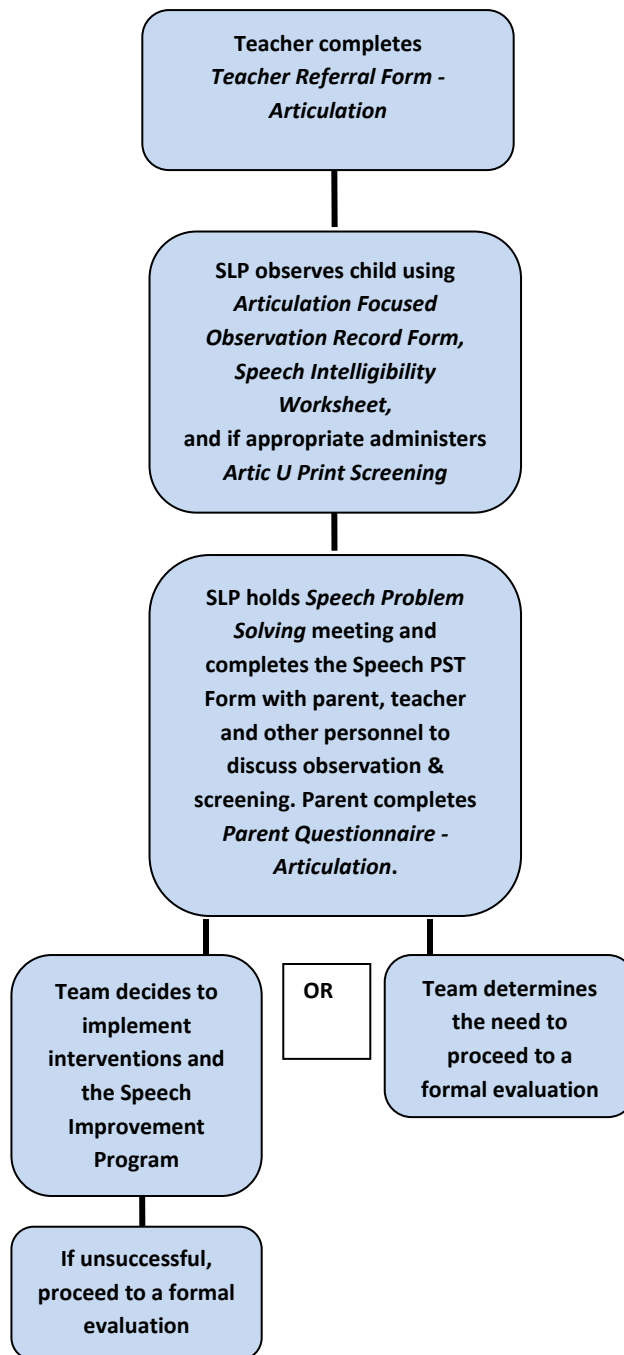 Teacher completes
Teacher Referral Form -
Articulation
SLP observes child using
Articulation Focused
Observation Record Form,
Speech Intelligibility
Worksheet,
and if appropriate administers
Artic U Print Screening
SLP holds Speech Problem
Solving meeting and
completes the Speech PST
Form with parent, teacher
and other personnel to
discuss observation &
screening. Parent completes
Parent Questionnaire -
Articulation.
Team decides to
implement
interventions and
the Speech
Improvement
Program
OR
Team determines
the need to
proceed to a
formal evaluation
If unsuccessful,
proceed to a formal
evaluation